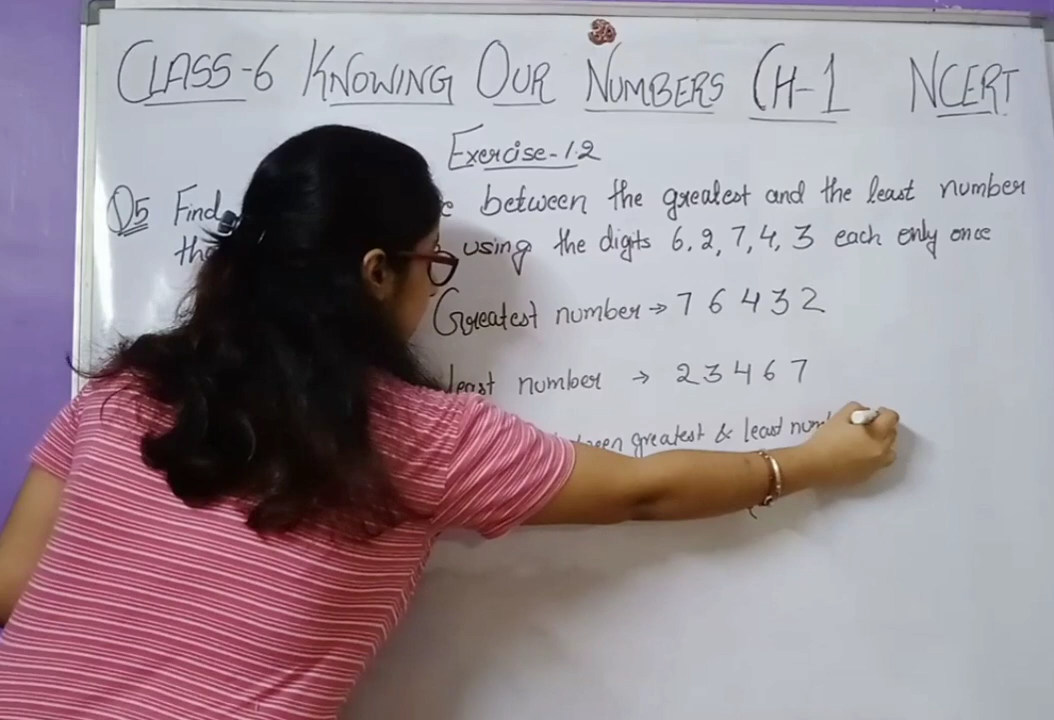 CLASS-6 KNOWING OUR NUMBERS CH-1 NCERT
Exercise-1.2
Q5 Find between the greatest and the least number
using the digits 6, 2, 7, 4, 3 each only once
Greatest number → 7 6 4 3 2
least number → 2 3 4 6 7
greatest & least